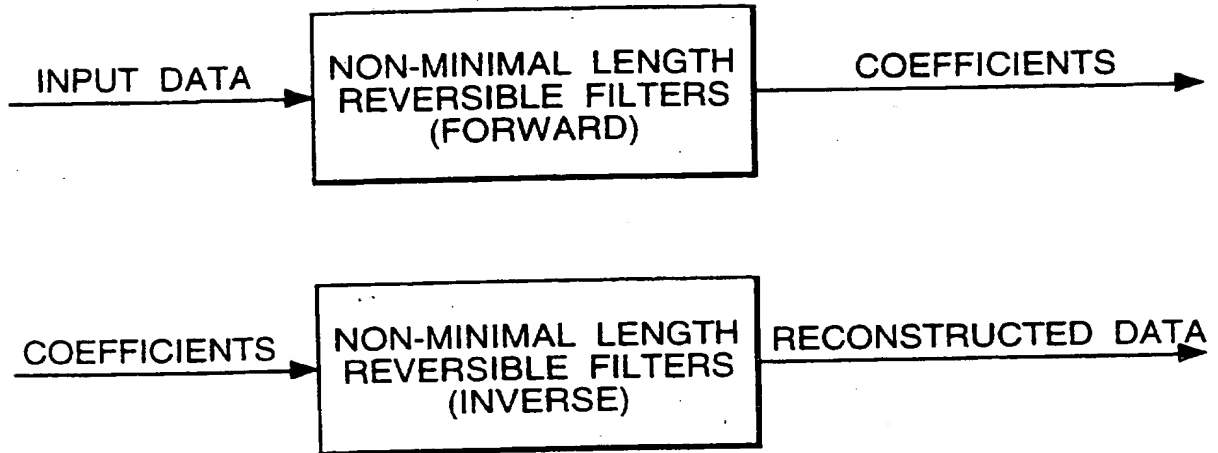 INPUT DATA
NON-MINIMAL LENGTH
REVERSIBLE FILTERS
(FORWARD)
COEFFICIENTS
COEFFICIENTS
NON-MINIMAL LENGTH
REVERSIBLE FILTERS
(INVERSE)
RECONSTRUCTED DATA